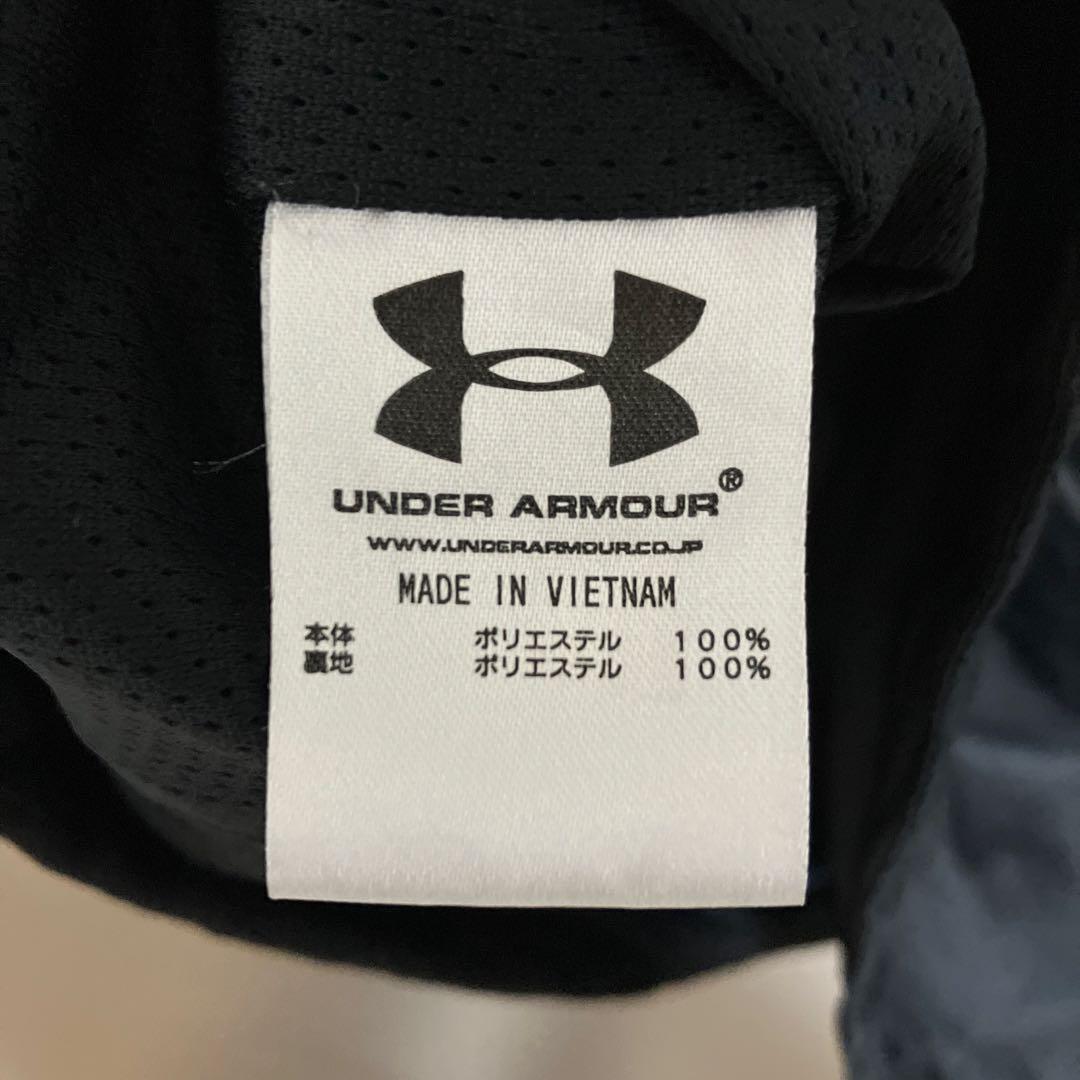 UNDER ARMOUR®
WWW.UNDERARMOUR.CO.JP
MADE IN VIETNAM
本体 ポリエステル 100%
裏地 ポリエステル 100%